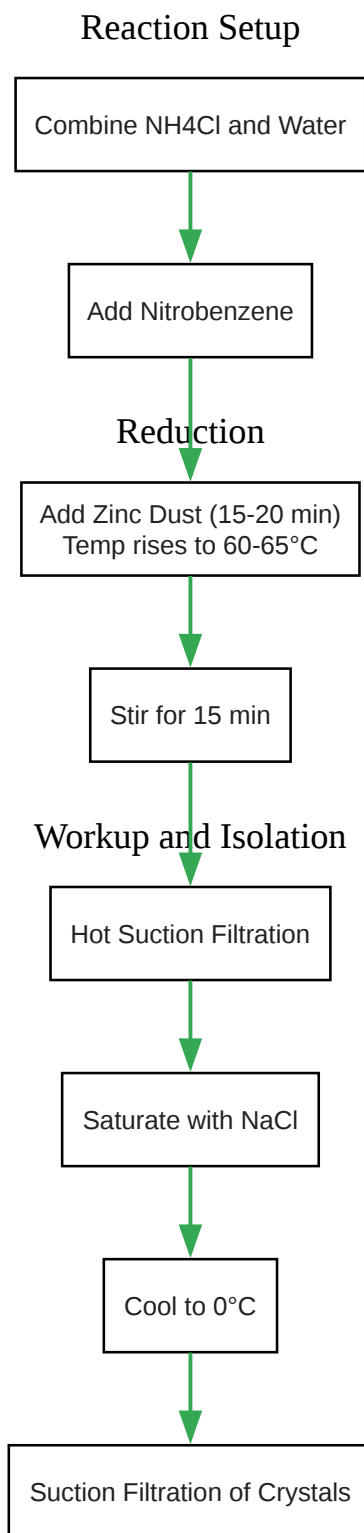 Reaction Setup
Combine NH4Cl and Water
Add Nitrobenzene
Reduction
Add Zinc Dust (15-20 min)
Temp rises to 60-65°C
Stir for 15 min
Workup and Isolation
Hot Suction Filtration
Saturate with NaCl
Cool to 0°C
Suction Filtration of Crystals